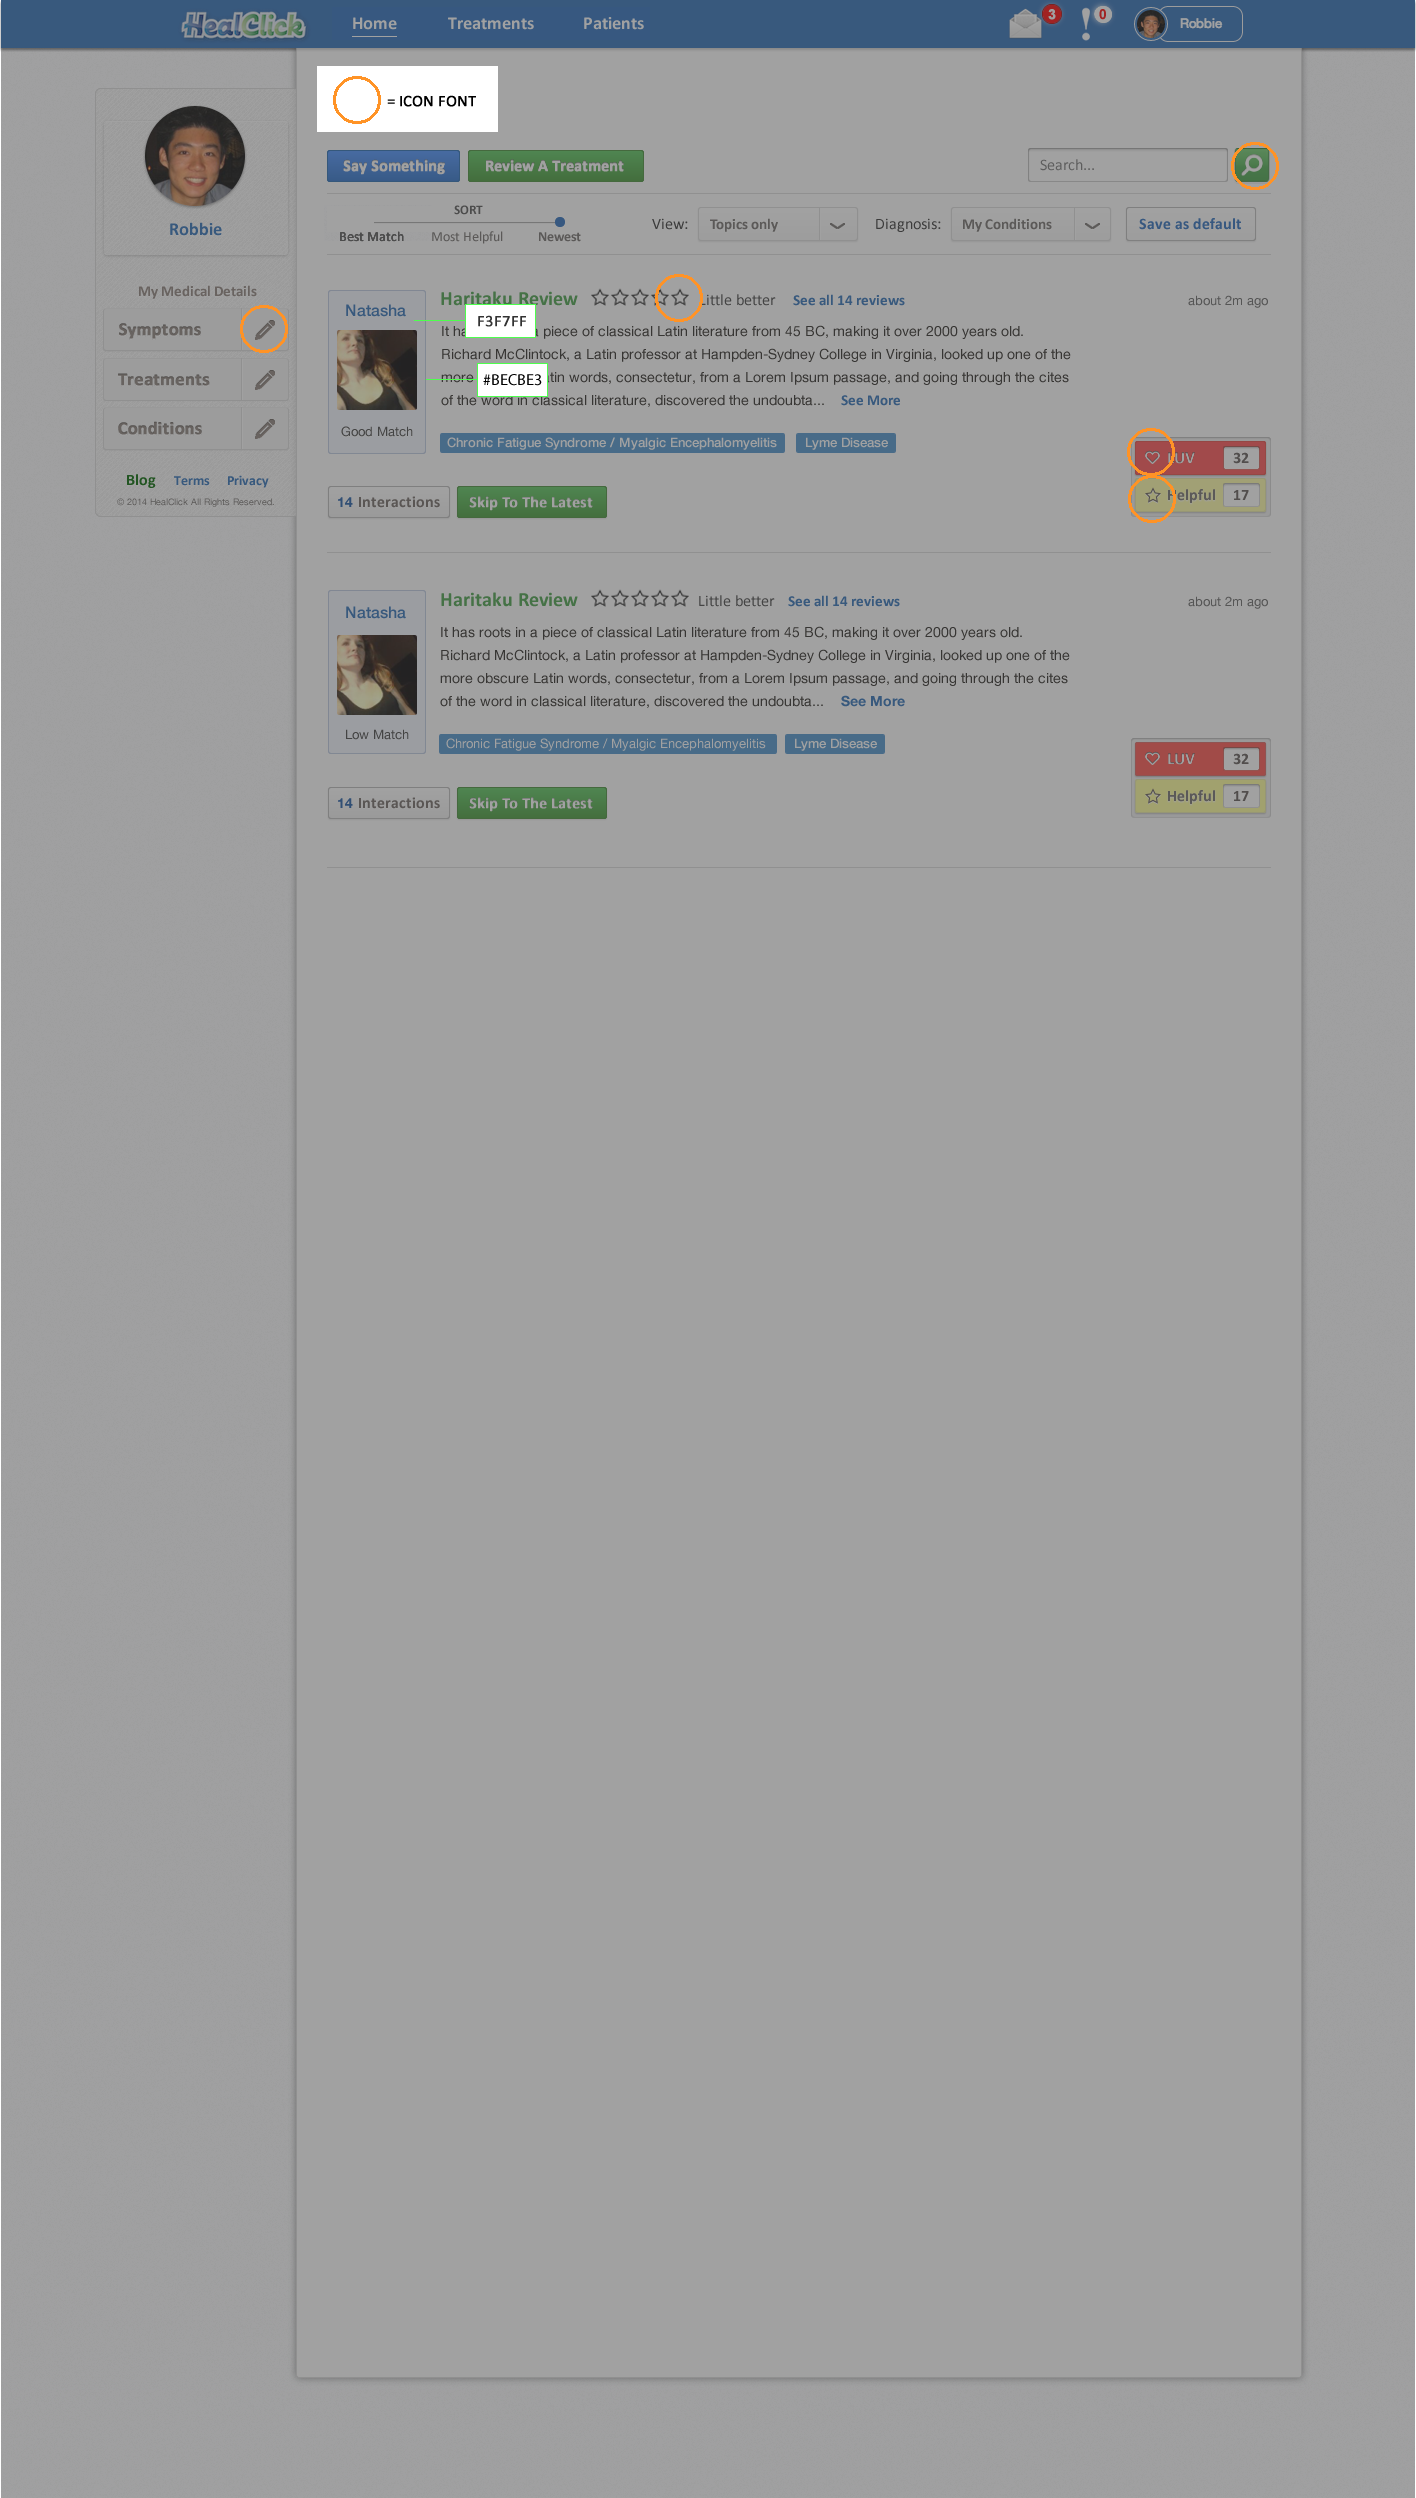 HealClick
Home Treatments Patients
3 0 Robbie
= ICON FONT
Say Something Review A Treatment Search...
SORT
Best Match Most Helpful Newest
View: Topics only Diagnosis: My Conditions Save as default
Robbie
My Medical Details
Symptoms
Treatments
Conditions
Blog Terms Privacy
© 2014 HealClick All Rights Reserved.
Natasha
Good Match
Haritaku Review Little better See all 14 reviews about 2m ago
F3F7FF
#BECBE3
It ha piece of classical Latin literature from 45 BC, making it over 2000 years old.
Richard McClintock, a Latin professor at Hampden-Sydney College in Virginia, looked up one of the
more tin words, consectetur, from a Lorem Ipsum passage, and going through the cites
of the word in classical literature, discovered the undoubta... See More
Chronic Fatigue Syndrome / Myalgic Encephalomyelitis Lyme Disease
LUV 32
Helpful 17
14 Interactions Skip To The Latest
Natasha
Low Match
Haritaku Review Little better See all 14 reviews about 2m ago
It has roots in a piece of classical Latin literature from 45 BC, making it over 2000 years old.
Richard McClintock, a Latin professor at Hampden-Sydney College in Virginia, looked up one of the
more obscure Latin words, consectetur, from a Lorem Ipsum passage, and going through the cites
of the word in classical literature, discovered the undoubta... See More
Chronic Fatigue Syndrome / Myalgic Encephalomyelitis Lyme Disease
LUV 32
Helpful 17
14 Interactions Skip To The Latest